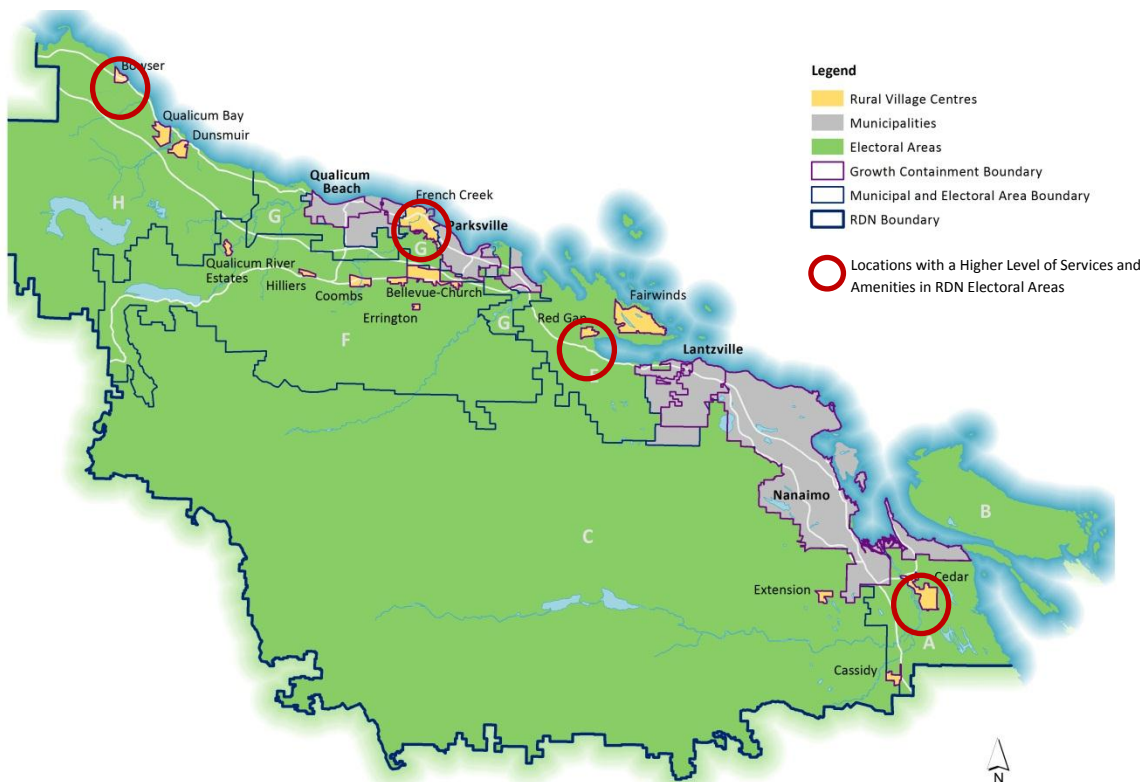 Bowser
Qualicum Bay
Dunsmuir
Qualicum
Beach
French Creek
Parksville
H
G
G
Qualicum River
Estates
Hilliers
Coombs
Bellevue-Church
Errington
Fairwinds
Red Gap
G
F
E
Lantzville
Nanaimo
B
C
Extension
Cedar
A
Cassidy
Legend
Rural Village Centres
Municipalities
Electoral Areas
Growth Containment Boundary
Municipal and Electoral Area Boundary
RDN Boundary
Locations with a Higher Level of Services and
Amenities in RDN Electoral Areas
N